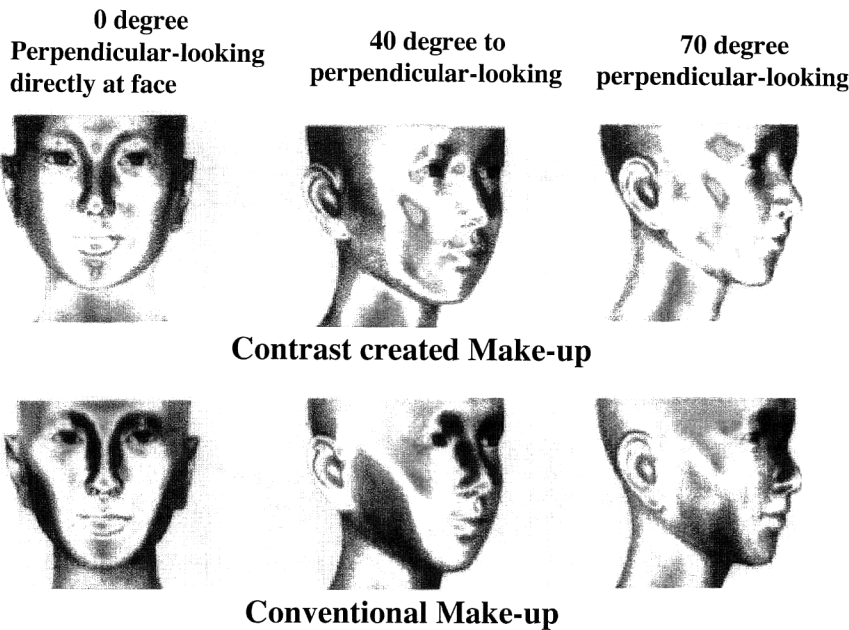 0 degree
Perpendicular-looking
directly at face
40 degree to
perpendicular-looking
70 degree
perpendicular-looking
Contrast created Make-up
Conventional Make-up